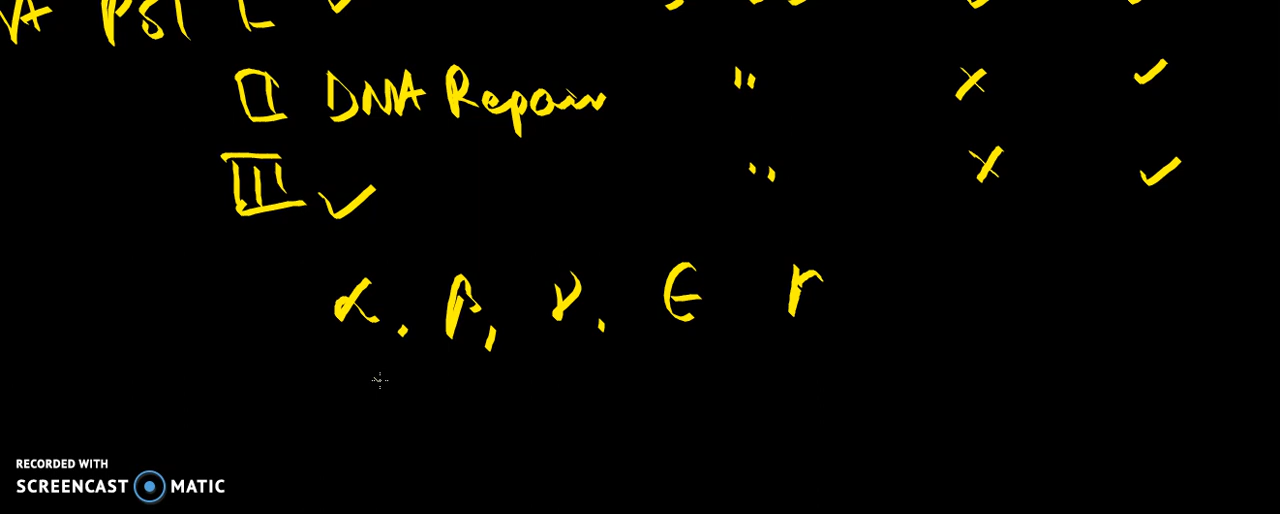 II DNA Repair " × ✓
III ✓ " × ✓
α, β, γ, ε r
RECORDED WITH
SCREENCAST MATIC